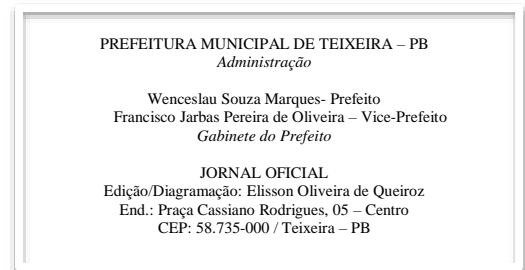 PREFEITURA MUNICIPAL DE TEIXEIRA – PB
Administração
Wenceslau Souza Marques- Prefeito
Francisco Jarbas Pereira de Oliveira – Vice-Prefeito
Gabinete do Prefeito
JORNAL OFICIAL
Edição/Diagramação: Elisson Oliveira de Queiroz
End.: Praça Cassiano Rodrigues, 05 – Centro
CEP: 58.735-000 / Teixeira – PB